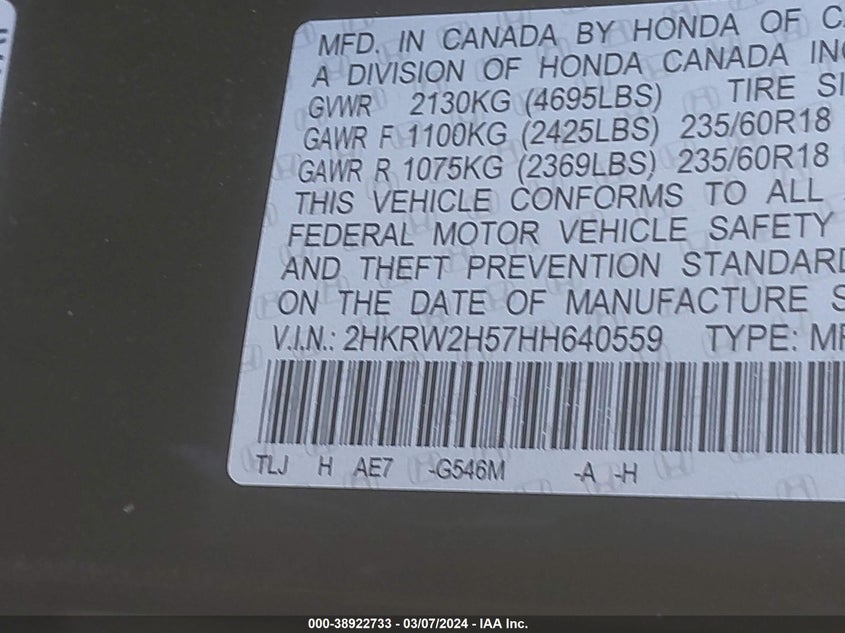 MFD. IN CANADA BY HONDA OF
A DIVISION OF HONDA CANADA INC
GVWR 2130KG (4695LBS) TIRE
GAWR F 1100KG (2425LBS) 235/60R18
GAWR R 1075KG (2369LBS) 235/60R18
THIS VEHICLE CONFORMS TO ALL
FEDERAL MOTOR VEHICLE SAFETY
AND THEFT PREVENTION STANDARD
ON THE DATE OF MANUFACTURE
V.I.N.: 2HKRW2H57HH640559 TYPE:
TLJ H AE7 -G546M -A -H
000-38922733 - 03/07/2024 - IAA Inc.